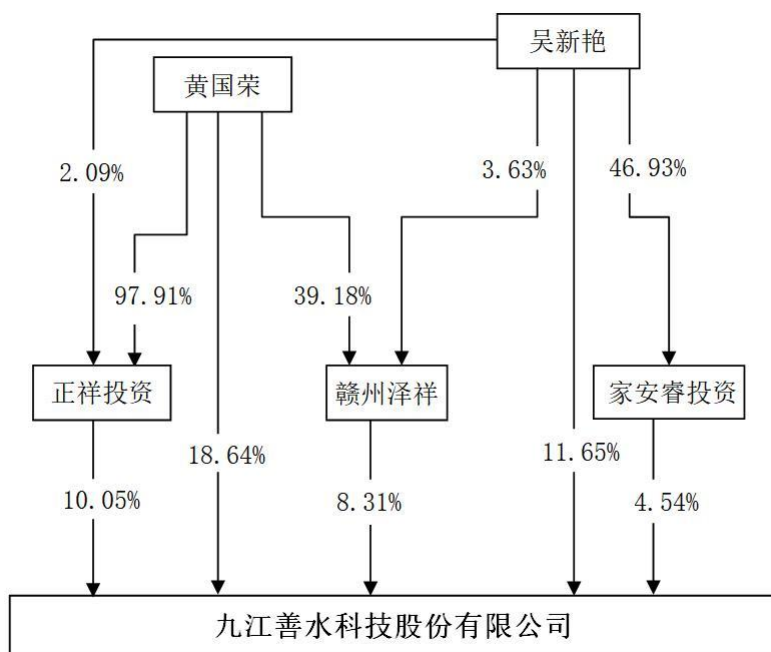 吴新艳
黄国荣
2.09%
3.63%
46.93%
97.91%
39.18%
正祥投资
赣州泽祥
家安睿投资
18.64%
11.65%
10.05%
8.31%
4.54%
九江善水科技股份有限公司